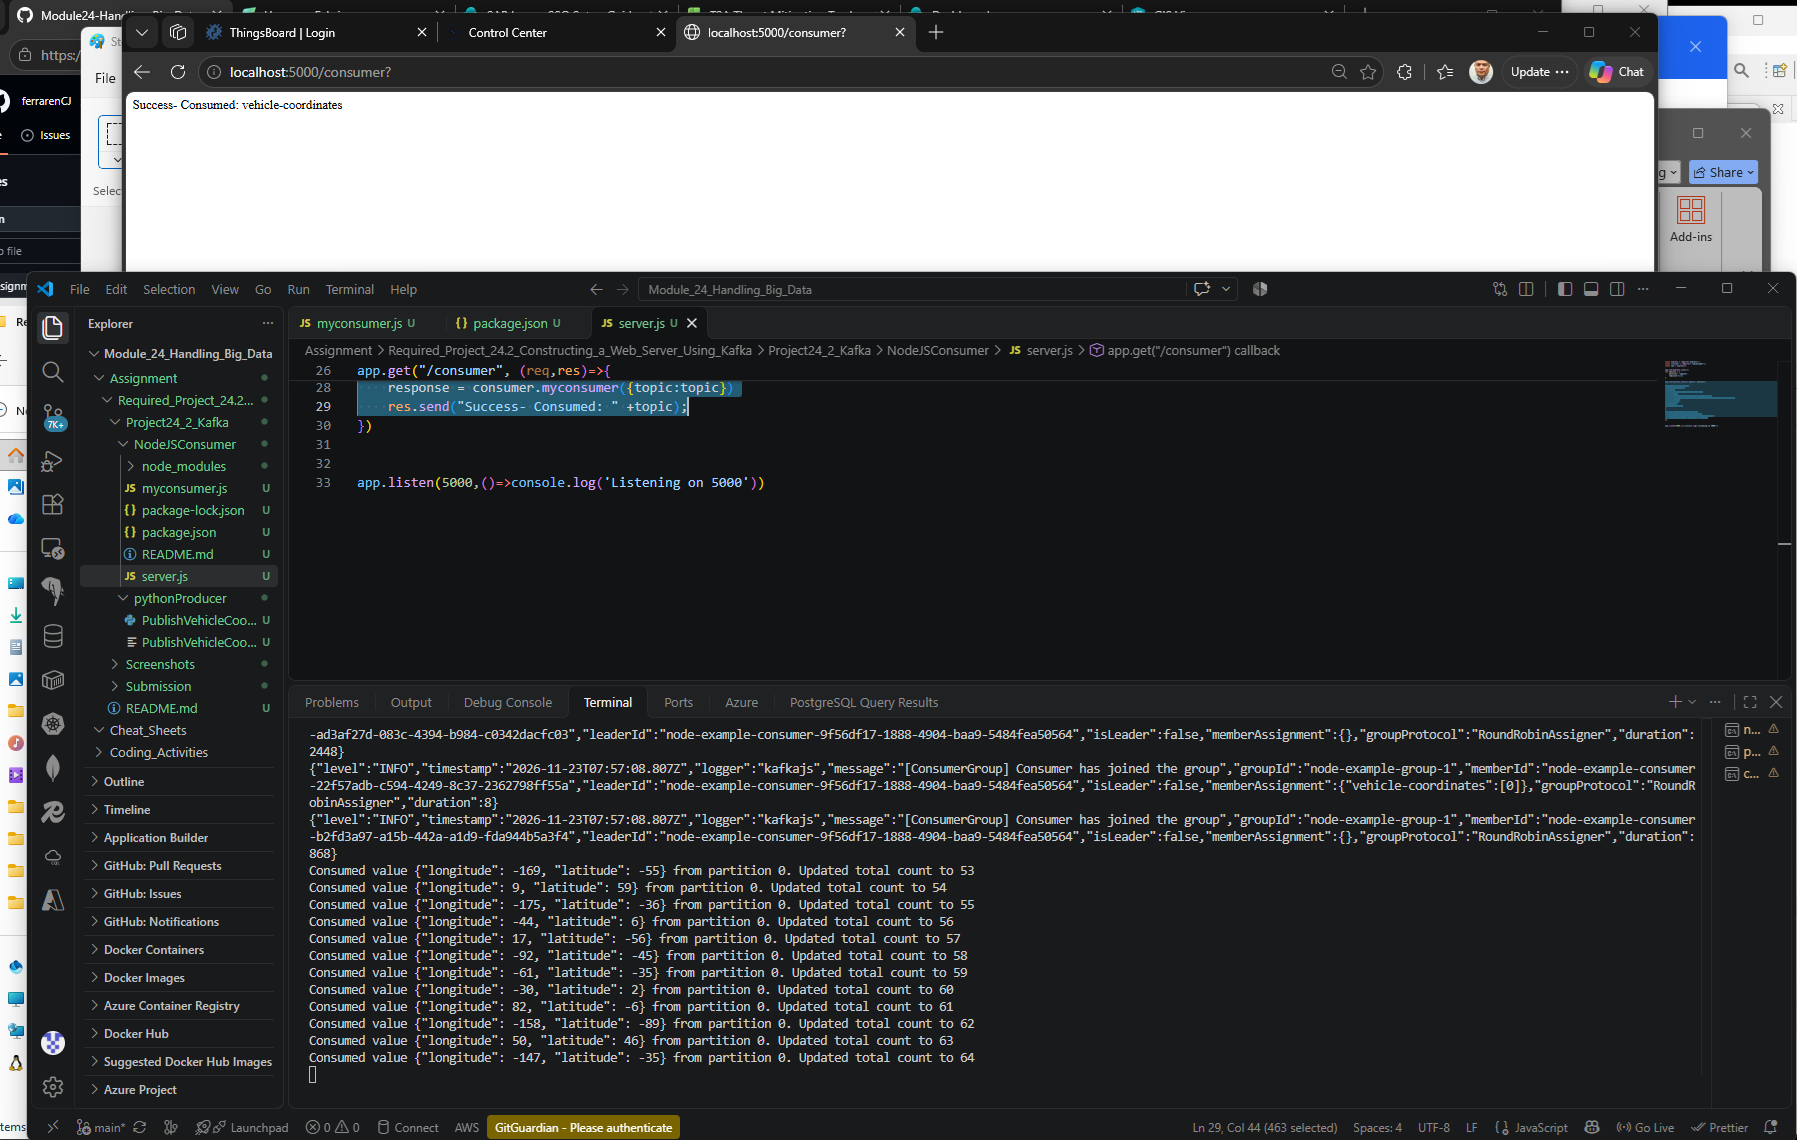 Module24-Handling_Big_Data
https:/
ferrarenCJ
Issues
File
ThingsBoard | Login
Control Center
localhost:5000/consumer?
localhost:5000/consumer?
Update
Chat
Success- Consumed: vehicle-coordinates
Share
Add-ins
File Edit Selection View Go Run Terminal Help
Module_24_Handling_Big_Data
Explorer
Module_24_Handling_Big_Data
Assignment
Required_Project_24.2...
Project24_2_Kafka
NodeJSConsumer
node_modules
myconsumer.js U
package-lock.json U
package.json U
README.md U
server.js U
pythonProducer
PublishVehicleCoo... U
PublishVehicleCoo... U
Screenshots
Submission
README.md U
Cheat_Sheets
Coding_Activities
Outline
Timeline
Application Builder
GitHub: Pull Requests
GitHub: Issues
GitHub: Notifications
Docker Containers
Docker Images
Azure Container Registry
Docker Hub
Suggested Docker Hub Images
Azure Project
7K+
JS myconsumer.js U
{} package.json U
JS server.js U
Assignment > Required_Project_24.2_Constructing_a_Web_Server_Using_Kafka > Project24_2_Kafka > NodeJSConsumer > JS server.js > app.get("/consumer") callback
26 app.get("/consumer", (req,res)=>{
28 response = consumer.myconsumer({topic:topic})
29 res.send("Success- Consumed: " +topic);
30 })
31
32
33 app.listen(5000,()=>console.log('Listening on 5000'))
Problems Output Debug Console Terminal Ports Azure PostgreSQL Query Results
-ad3af27d-083c-4394-b984-c0342dacfc03","leaderId":"node-example-consumer-9f56df17-1888-4904-baa9-5484fea50564","isLeader":false,"memberAssignment":{},"groupProtocol":"RoundRobinAssigner","duration":
2448}
{"level":"INFO","timestamp":"2026-11-23T07:57:08.807Z","logger":"kafkajs","message":"[ConsumerGroup] Consumer has joined the group","groupId":"node-example-group-1","memberId":"node-example-consumer
-22f57adb-c594-4249-8c37-2362798ff55a","leaderId":"node-example-consumer-9f56df17-1888-4904-baa9-5484fea50564","isLeader":false,"memberAssignment":{"vehicle-coordinates":[0]},"groupProtocol":"RoundR
obinAssigner","duration":8}
{"level":"INFO","timestamp":"2026-11-23T07:57:08.807Z","logger":"kafkajs","message":"[ConsumerGroup] Consumer has joined the group","groupId":"node-example-group-1","memberId":"node-example-consumer
-b2fd3a97-a15b-442a-a1d9-fda944b5a3f4","leaderId":"node-example-consumer-9f56df17-1888-4904-baa9-5484fea50564","isLeader":false,"memberAssignment":{},"groupProtocol":"RoundRobinAssigner","duration":
868}
Consumed value {"longitude": -169, "latitude": -55} from partition 0. Updated total count to 53
Consumed value {"longitude": 9, "latitude": 59} from partition 0. Updated total count to 54
Consumed value {"longitude": -175, "latitude": -36} from partition 0. Updated total count to 55
Consumed value {"longitude": -44, "latitude": 6} from partition 0. Updated total count to 56
Consumed value {"longitude": 17, "latitude": -56} from partition 0. Updated total count to 57
Consumed value {"longitude": -92, "latitude": -45} from partition 0. Updated total count to 58
Consumed value {"longitude": -61, "latitude": -35} from partition 0. Updated total count to 59
Consumed value {"longitude": -30, "latitude": 2} from partition 0. Updated total count to 60
Consumed value {"longitude": 82, "latitude": -6} from partition 0. Updated total count to 61
Consumed value {"longitude": -158, "latitude": -89} from partition 0. Updated total count to 62
Consumed value {"longitude": 50, "latitude": 46} from partition 0. Updated total count to 63
Consumed value {"longitude": -147, "latitude": -35} from partition 0. Updated total count to 64
n...
p...
c...
main* Launchpad 0 0 Connect AWS GitGuardian - Please authenticate Ln 29, Col 44 (463 selected) Spaces: 4 UTF-8 LF {} JavaScript Go Live Prettier